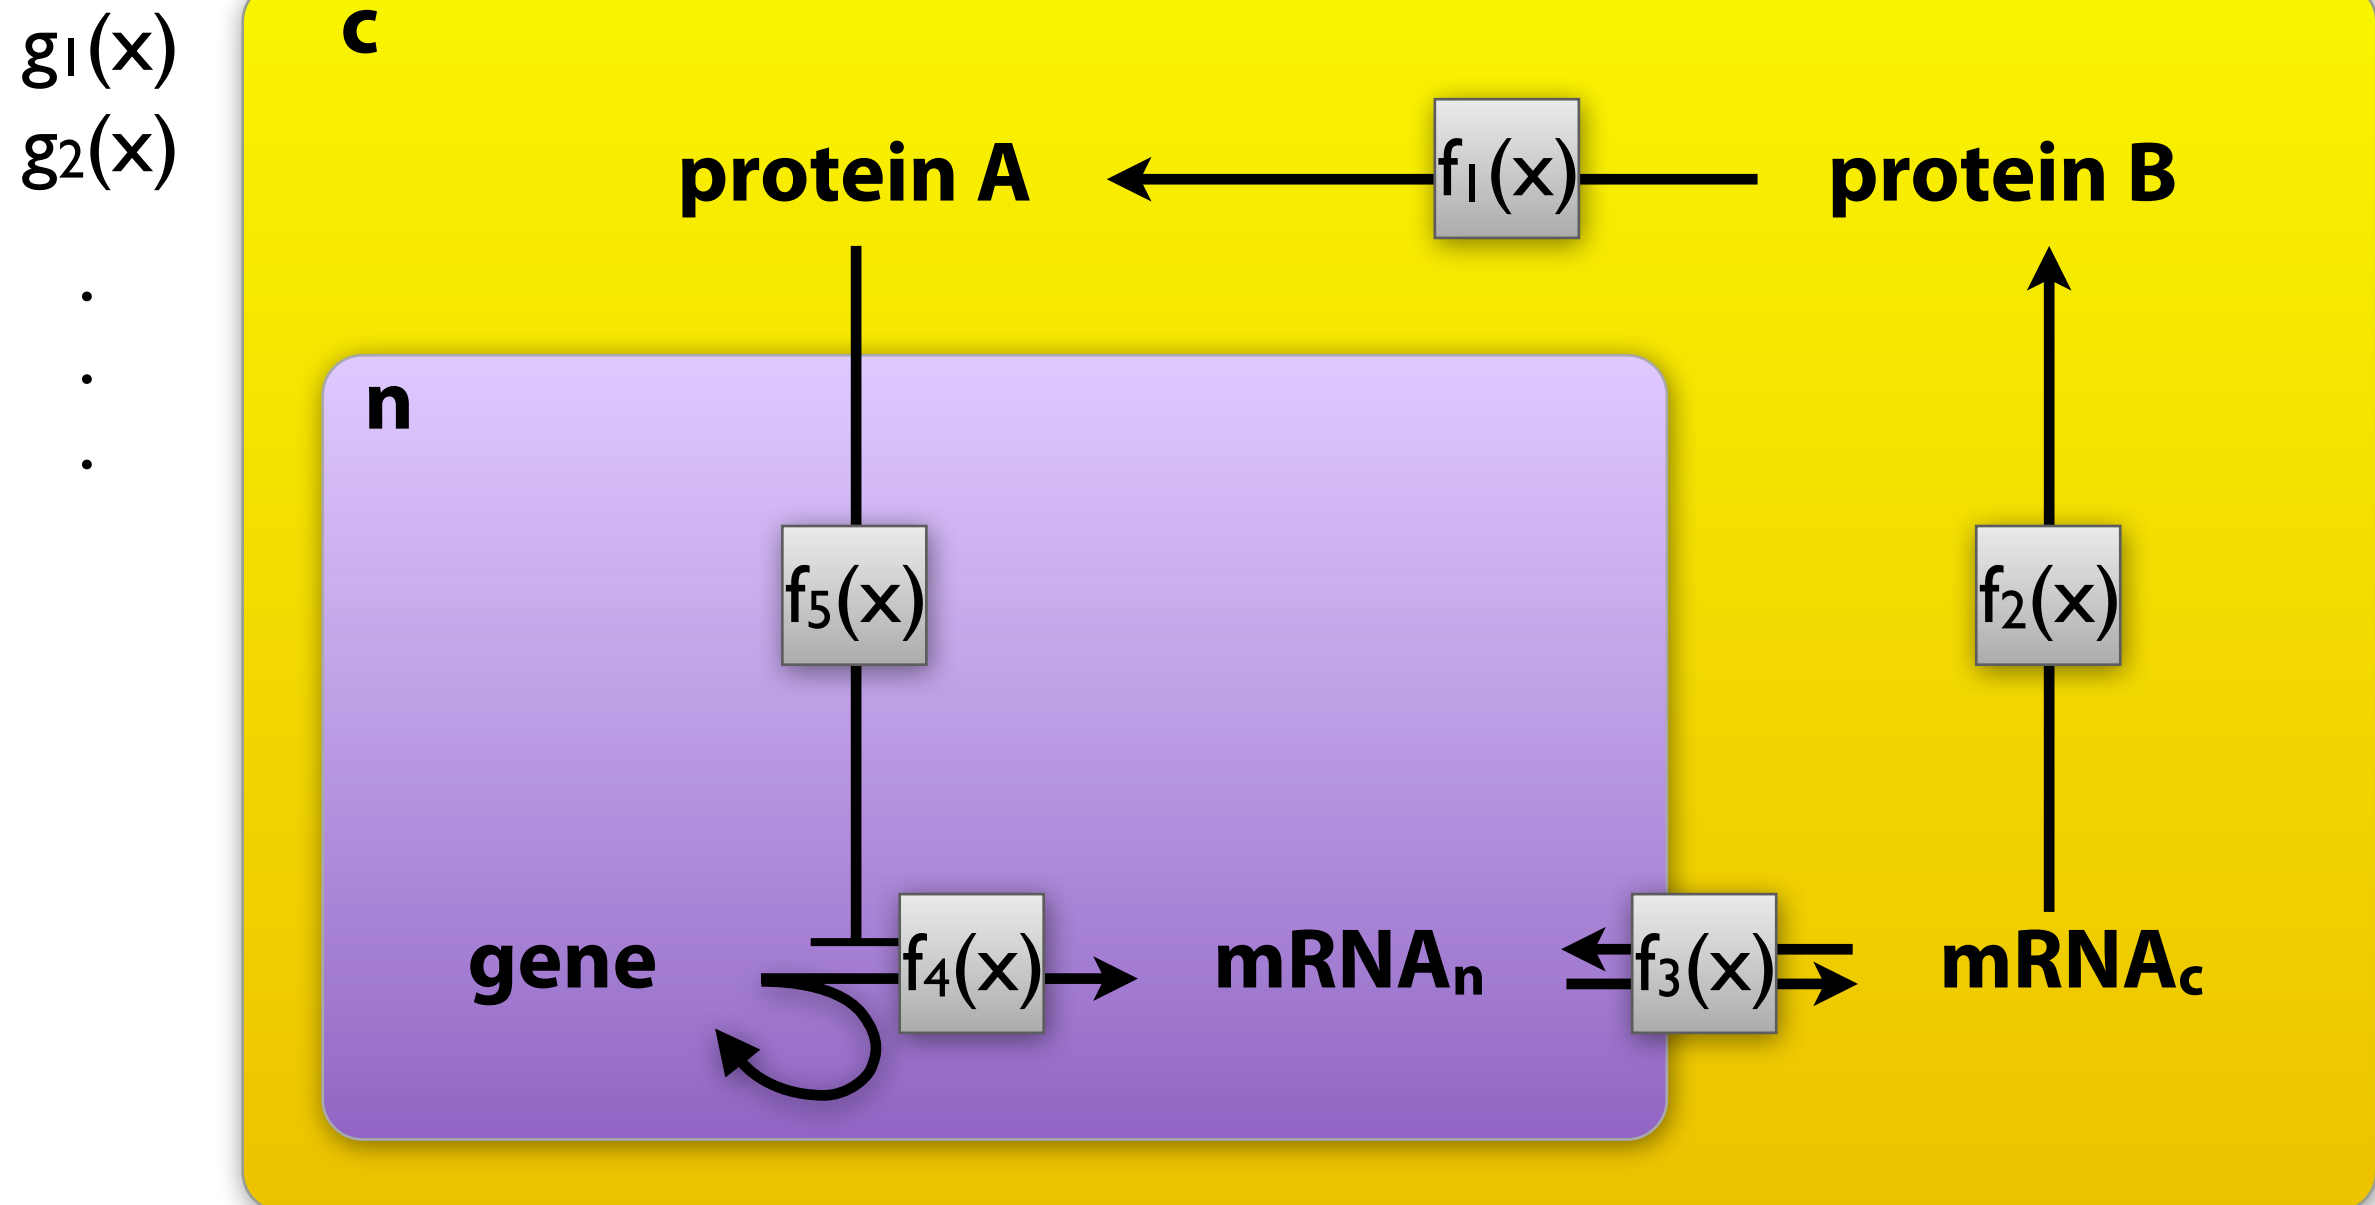 g1(x)
g2(x)
.
.
.
c
protein A
f1(x)
protein B
n
f5(x)
f2(x)
gene
f4(x)
mRNAn
f3(x)
mRNAc